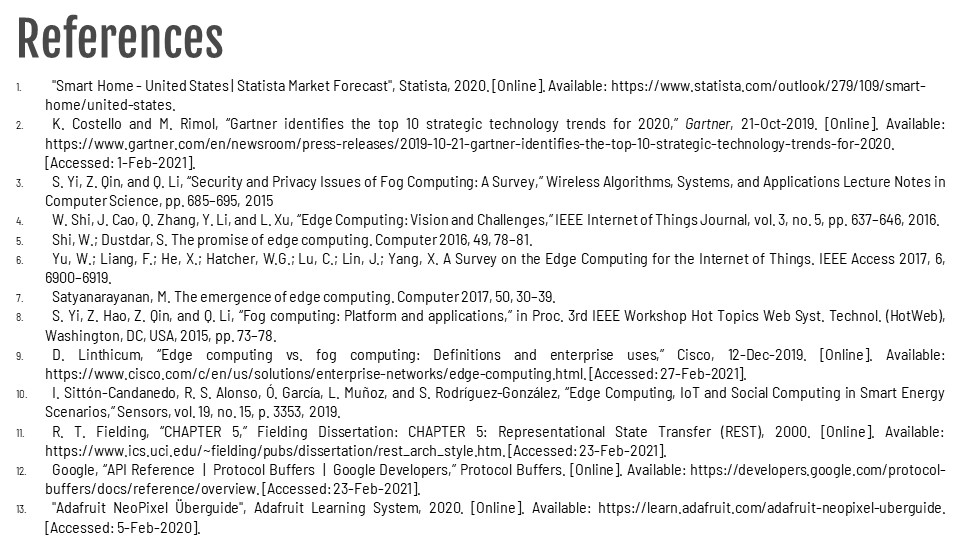 References
1. "Smart Home - United States | Statista Market Forecast", Statista, 2020. [Online]. Available: https://www.statista.com/outlook/279/109/smart-
home/united-states.
2. K. Costello and M. Rimol, “Gartner identifies the top 10 strategic technology trends for 2020,” Gartner, 21-Oct-2019. [Online]. Available:
https://www.gartner.com/en/newsroom/press-releases/2019-10-21-gartner-identifies-the-top-10-strategic-technology-trends-for-2020.
[Accessed: 1-Feb-2021].
3. S. Yi, Z. Qin, and Q. Li, “Security and Privacy Issues of Fog Computing: A Survey,” Wireless Algorithms, Systems, and Applications Lecture Notes in
Computer Science, pp. 685–695, 2015
4. W. Shi, J. Cao, Q. Zhang, Y. Li, and L. Xu, “Edge Computing: Vision and Challenges,” IEEE Internet of Things Journal, vol. 3, no. 5, pp. 637–646, 2016.
5. Shi, W.; Dustdar, S. The promise of edge computing. Computer 2016, 49, 78–81.
6. Yu, W.; Liang, F.; He, X.; Hatcher, W.G.; Lu, C.; Lin, J.; Yang, X. A Survey on the Edge Computing for the Internet of Things. IEEE Access 2017, 6,
6900–6919.
7. Satyanarayanan, M. The emergence of edge computing. Computer 2017, 50, 30–39.
8. S. Yi, Z. Hao, Z. Qin, and Q. Li, “Fog computing: Platform and applications,” in Proc. 3rd IEEE Workshop Hot Topics Web Syst. Technol. (HotWeb),
Washington, DC, USA, 2015, pp. 73–78.
9. D. Linthicum, “Edge computing vs. fog computing: Definitions and enterprise uses,” Cisco, 12-Dec-2019. [Online]. Available:
https://www.cisco.com/c/en/us/solutions/enterprise-networks/edge-computing.html. [Accessed: 27-Feb-2021].
10. I. Sittón-Candanedo, R. S. Alonso, Ó. García, L. Muñoz, and S. Rodríguez-González, “Edge Computing, IoT and Social Computing in Smart Energy
Scenarios,” Sensors, vol. 19, no. 15, p. 3353, 2019.
11. R. T. Fielding, “CHAPTER 5,” Fielding Dissertation: CHAPTER 5: Representational State Transfer (REST), 2000. [Online]. Available:
https://www.ics.uci.edu/~fielding/pubs/dissertation/rest_arch_style.htm. [Accessed: 23-Feb-2021].
12. Google, “API Reference | Protocol Buffers | Google Developers,” Protocol Buffers. [Online]. Available: https://developers.google.com/protocol-
buffers/docs/reference/overview. [Accessed: 23-Feb-2021].
13. "Adafruit NeoPixel Überguide", Adafruit Learning System, 2020. [Online]. Available: https://learn.adafruit.com/adafruit-neopixel-uberguide.
[Accessed: 5-Feb-2020].